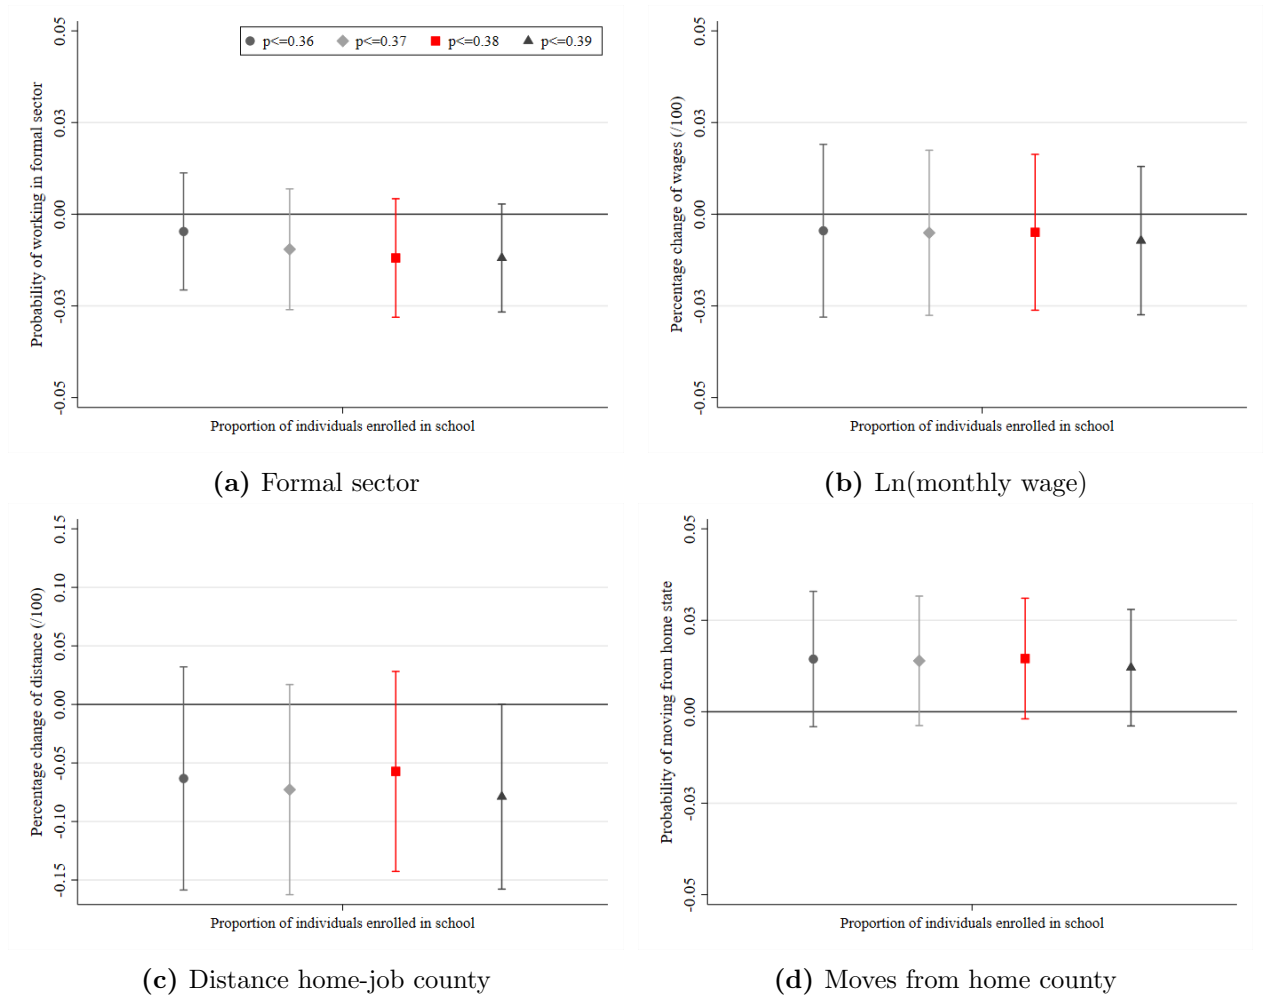 p<=0.36 p<=0.37 p<=0.38 p<=0.39
Probability of working in formal sector
0.05
0.03
0.00
-0.03
-0.05
Proportion of individuals enrolled in school
(a) Formal sector
Percentage change of wages (/100)
0.05
0.03
0.00
-0.03
-0.05
Proportion of individuals enrolled in school
(b) Ln(monthly wage)
Percentage change of distance (/100)
0.15
0.10
0.05
0.00
-0.05
-0.10
-0.15
Proportion of individuals enrolled in school
(c) Distance home-job county
Probability of moving from home state
0.05
0.03
0.00
-0.03
-0.05
Proportion of individuals enrolled in school
(d) Moves from home county